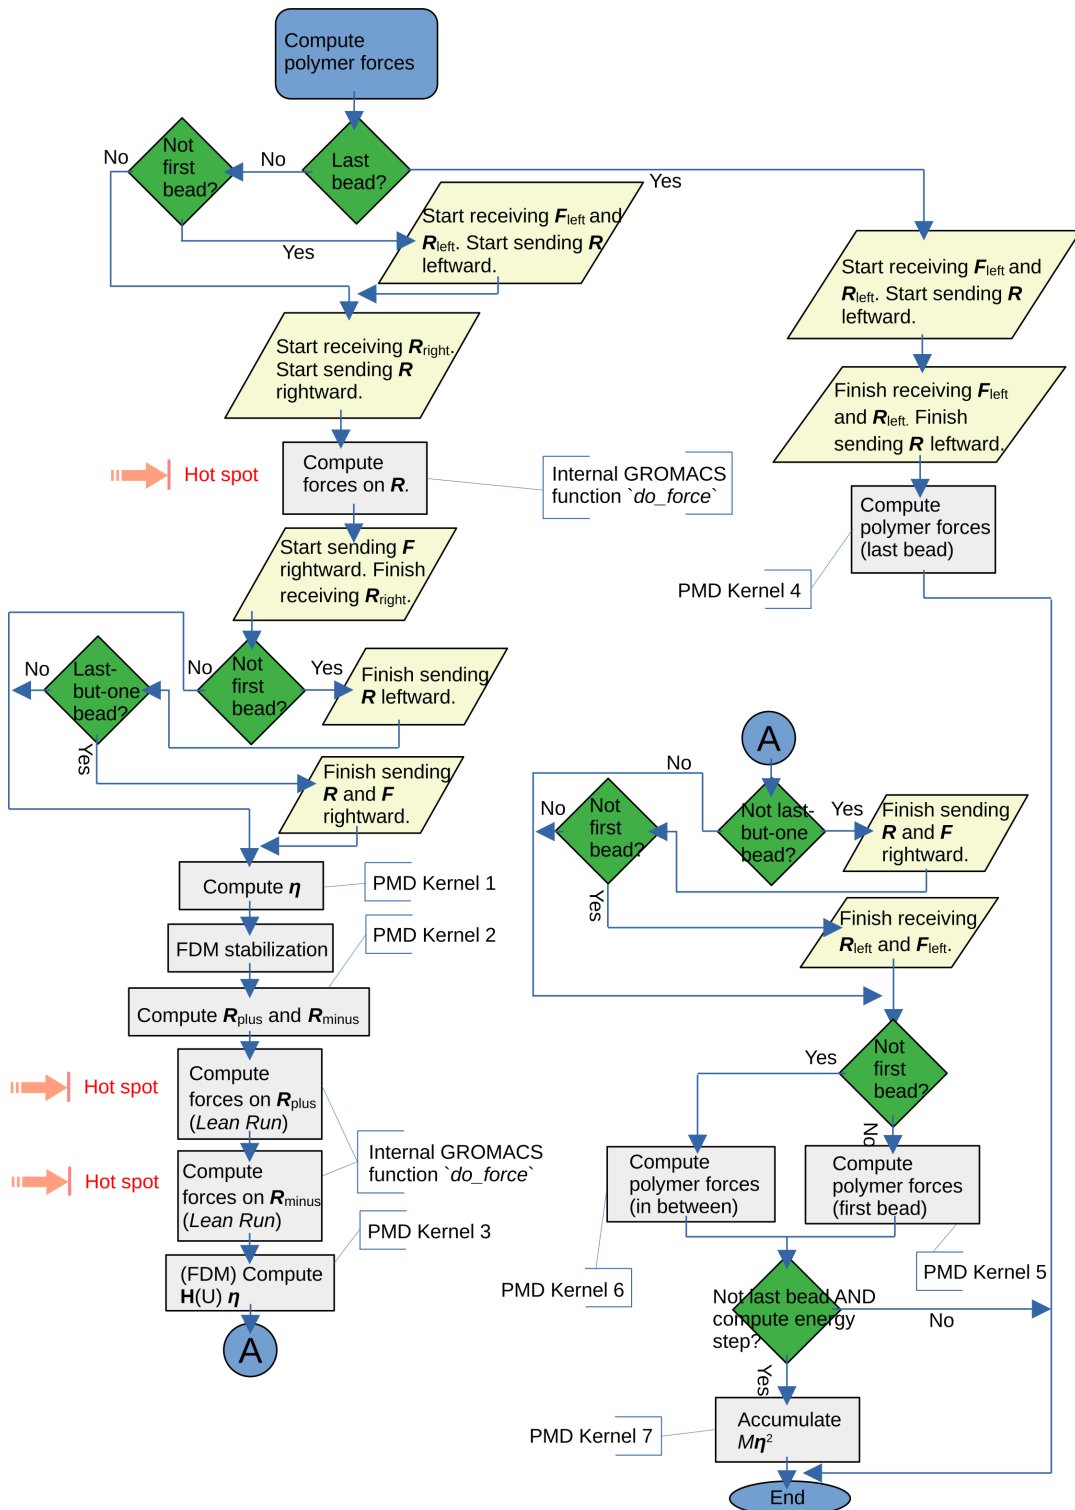 Compute
polymer forces
Last
bead?
No
Not
first
bead?
No
Yes
Yes
Start receiving Fleft and
Rleft. Start sending R
leftward.
Start receiving Fleft and
Rleft. Start sending R
leftward.
Start receiving Rright.
Start sending R
rightward.
Finish receiving Fleft
and Rleft. Finish
sending R leftward.
Hot spot
Compute
forces on R.
Internal GROMACS
function `do_force`
Compute
polymer forces
(last bead)
PMD Kernel 4
Start sending F
rightward. Finish
receiving Rright.
Not
first
bead?
No
Yes
Finish sending
R leftward.
Last-
but-one
bead?
No
Yes
Finish sending
R and F
rightward.
Compute η
PMD Kernel 1
FDM stabilization
PMD Kernel 2
Compute Rplus and Rminus
Hot spot
Compute
forces on Rplus
(Lean Run)
Hot spot
Compute
forces on Rminus
(Lean Run)
Internal GROMACS
function `do_force`
PMD Kernel 3
(FDM) Compute
H(U) η
A
A
No
Not last-
but-one
bead?
Yes
Finish sending
R and F
rightward.
No
Not
first
bead?
Yes
Finish receiving
Rleft and Fleft.
Yes
Not
first
bead?
No
Compute
polymer forces
(in between)
Compute
polymer forces
(first bead)
PMD Kernel 6
PMD Kernel 5
Not last bead AND
compute energy
step?
No
Yes
PMD Kernel 7
Accumulate
Mη²
End